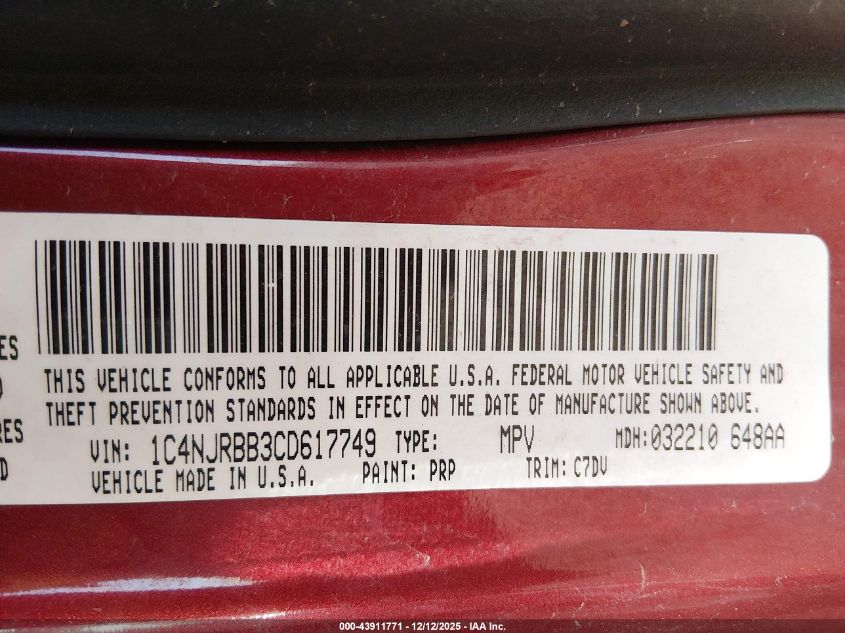 THIS VEHICLE CONFORMS TO ALL APPLICABLE U.S.A. FEDERAL MOTOR VEHICLE SAFETY AND
ES
THEFT PREVENTION STANDARDS IN EFFECT ON THE DATE OF MANUFACTURE SHOWN ABOVE.
RES
VIN: 1C4NJRBB3CD617749 TYPE: MPV MDH:032210 648AA
D
VEHICLE MADE IN U.S.A. PAINT: PRP TRIM: C7DV
000-43911771 - 12/12/2025 - IAA Inc.